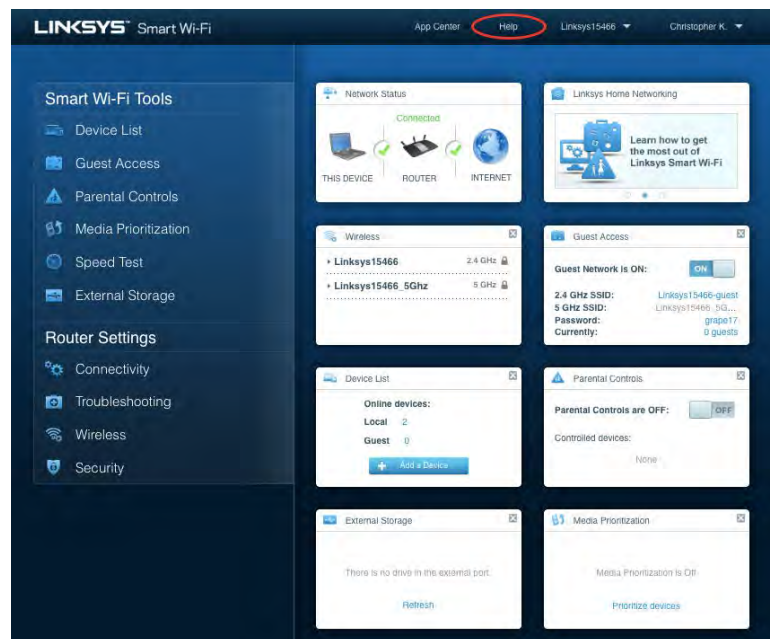 LINKSYS Smart Wi-Fi
App Center
Help
Linksys15466
Christopher K.
Smart Wi-Fi Tools
Device List
Guest Access
Parental Controls
Media Prioritization
Speed Test
External Storage
Router Settings
Connectivity
Troubleshooting
Wireless
Security
Network Status
Connected
THIS DEVICE
ROUTER
INTERNET
Linksys Home Networking
Learn how to get
the most out of
Linksys Smart Wi-Fi
Wireless
Linksys15466 2.4 GHz
Linksys15466_5Ghz 5 GHz
Guest Access
Guest Network is ON: ON
2.4 GHz SSID: Linksys15466-guest
5 GHz SSID: Linksys15466_5G...
Password: grape17
Currently: 0 guests
Device List
Online devices:
Local 2
Guest 0
Add a Device
Parental Controls
Parental Controls are OFF: OFF
Controlled devices:
None
External Storage
There is no drive in the external port.
Refresh
Media Prioritization
Media Prioritization is Off
Prioritize devices